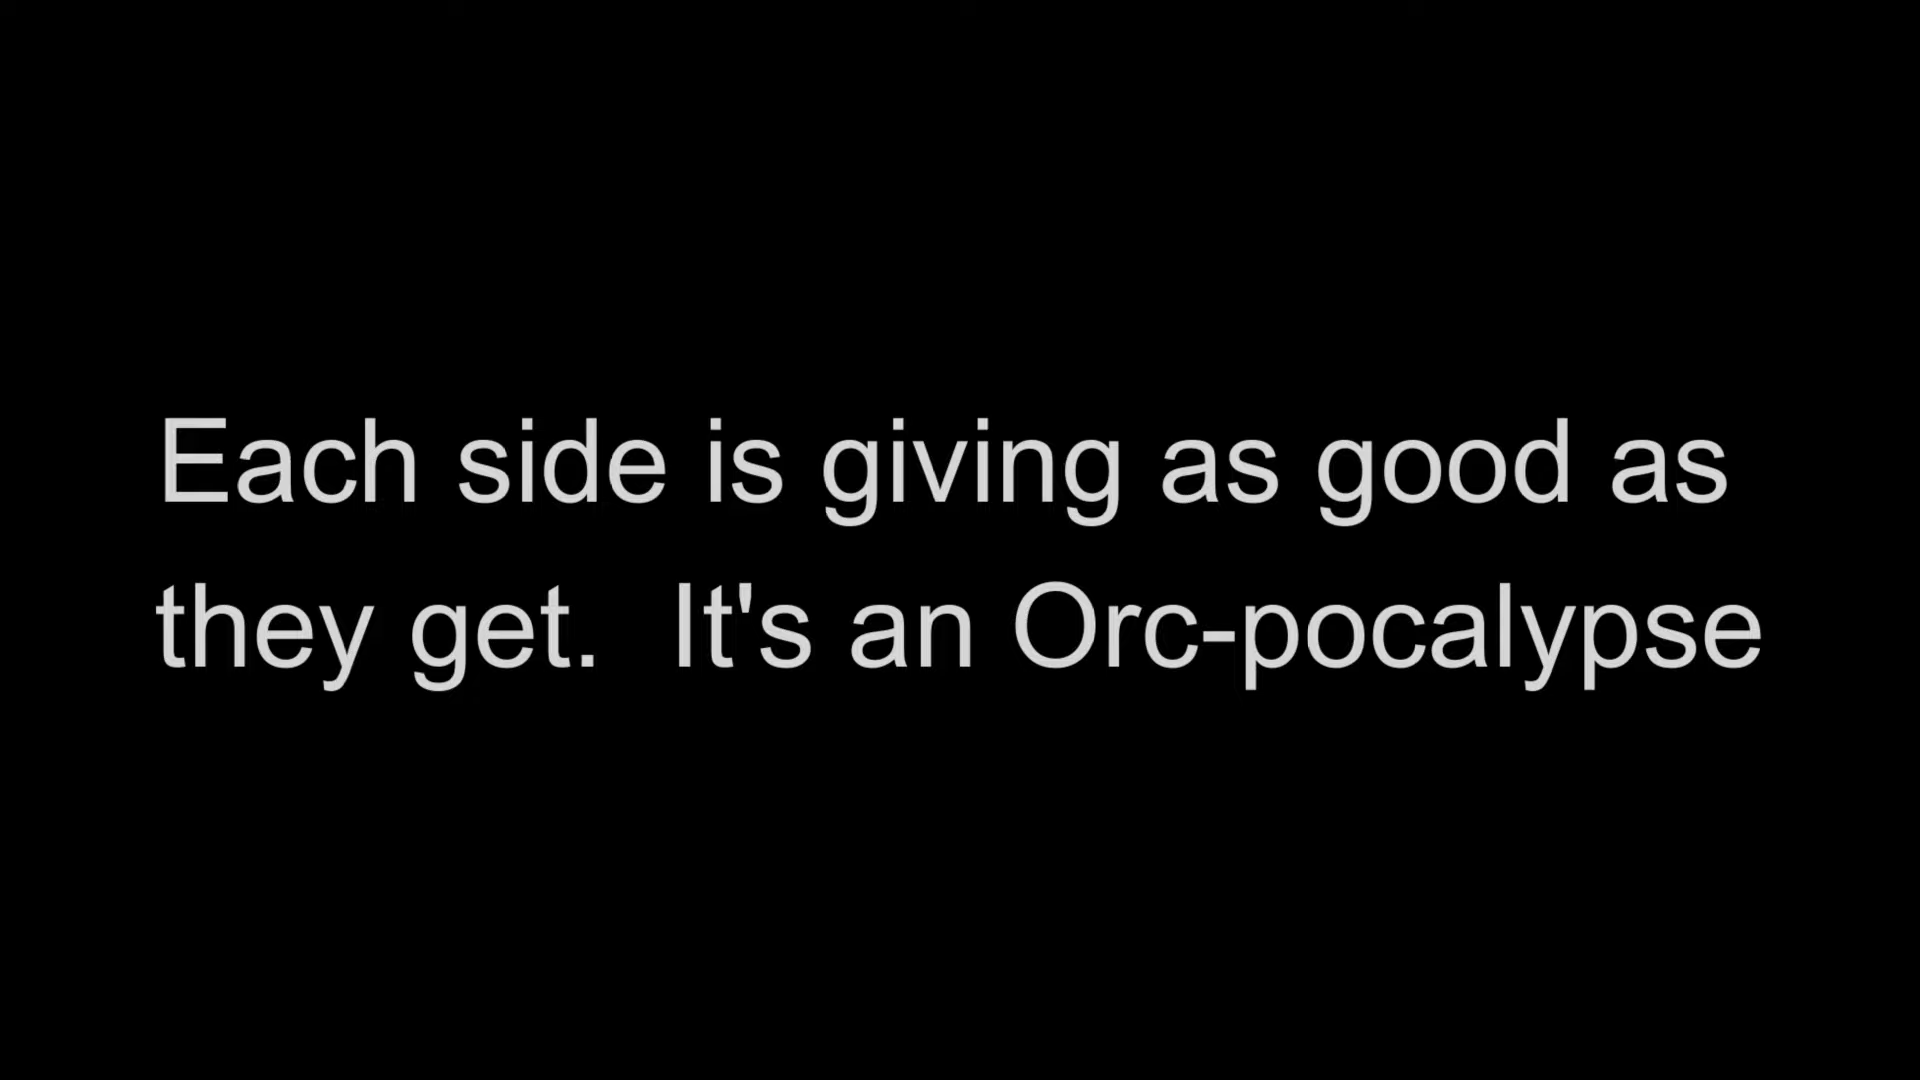 Each side is giving as good as
they get.  It's an Orc-pocalypse